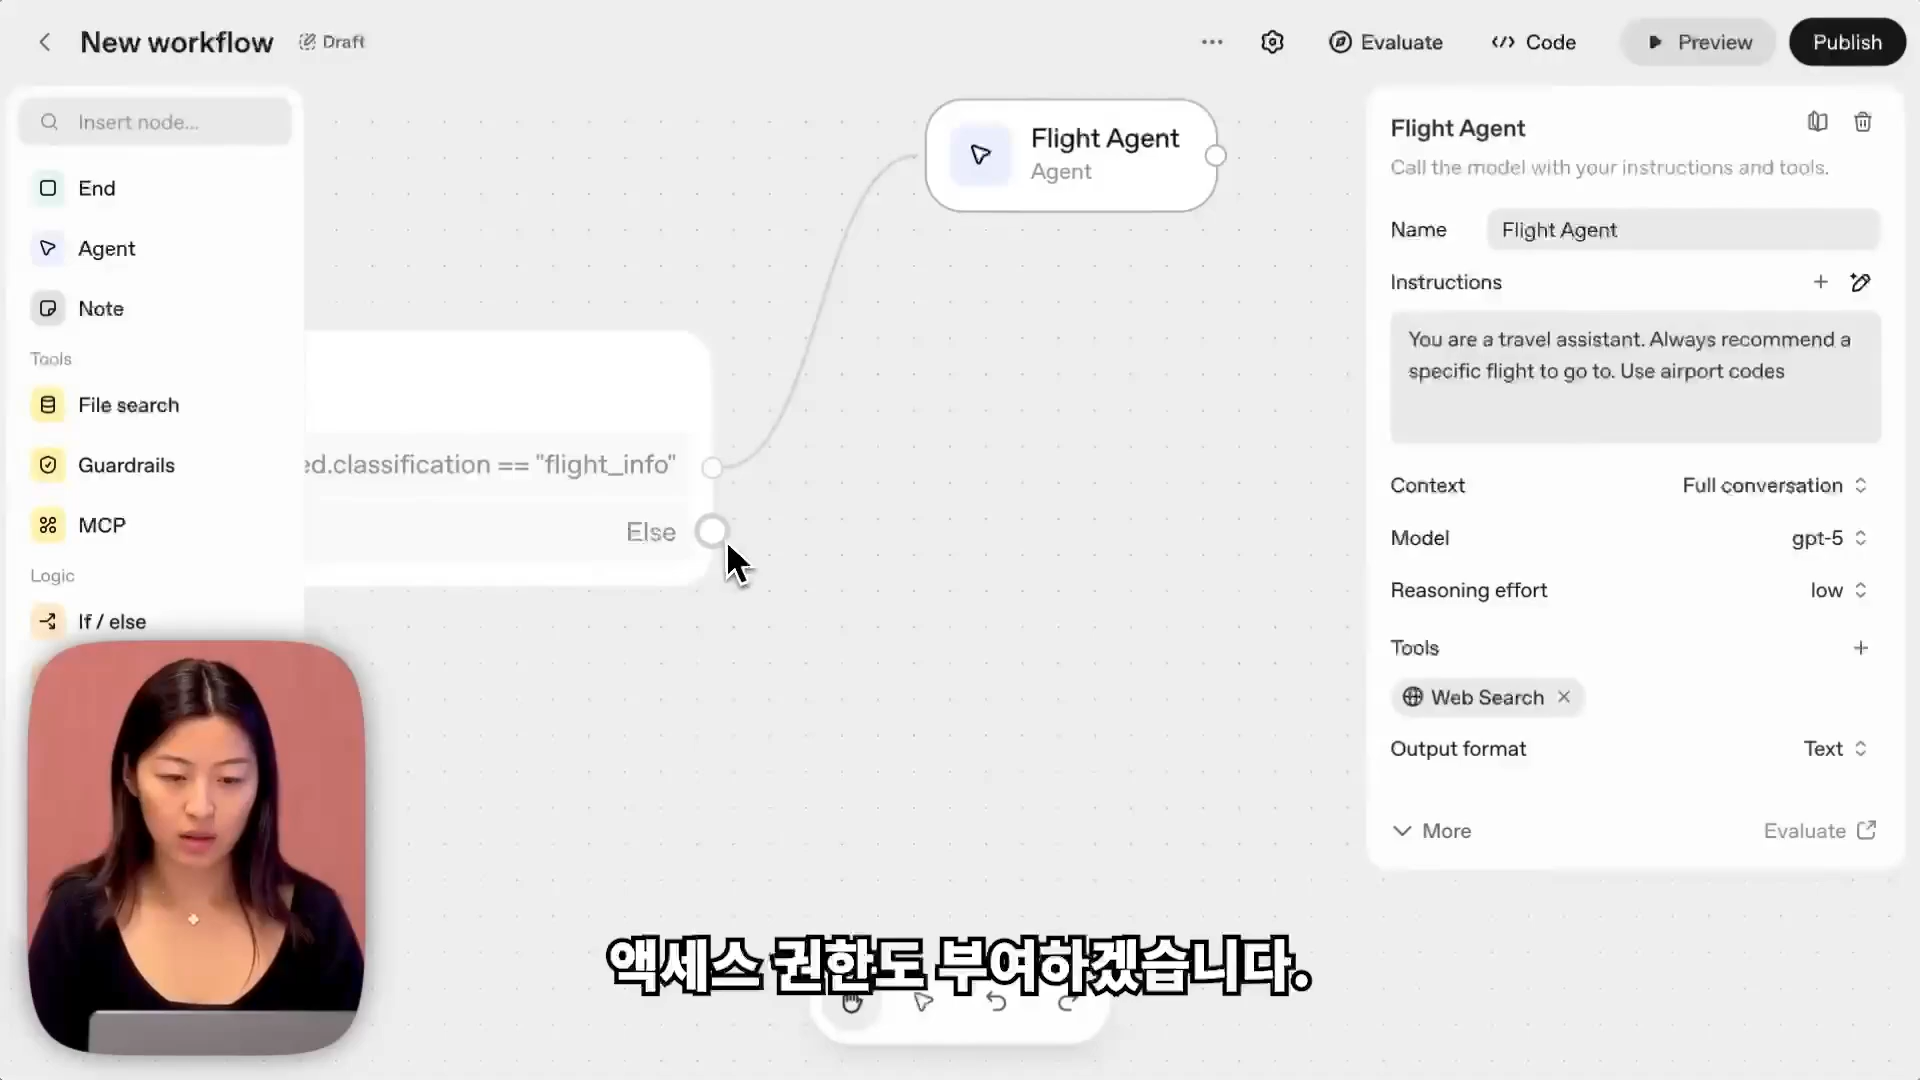 New workflow
Draft
Evaluate
Code
Preview
Publish
Insert node...
End
Agent
Note
Tools
File search
Guardrails
MCP
Logic
If / else
Flight Agent
Agent
ed.classification == "flight_info"
Else
Flight Agent
Call the model with your instructions and tools.
Name
Flight Agent
Instructions
You are a travel assistant. Always recommend a
specific flight to go to. Use airport codes
Context
Full conversation
Model
gpt-5
Reasoning effort
low
Tools
Web Search
Output format
Text
More
Evaluate
액세스 권한도 부여하겠습니다.